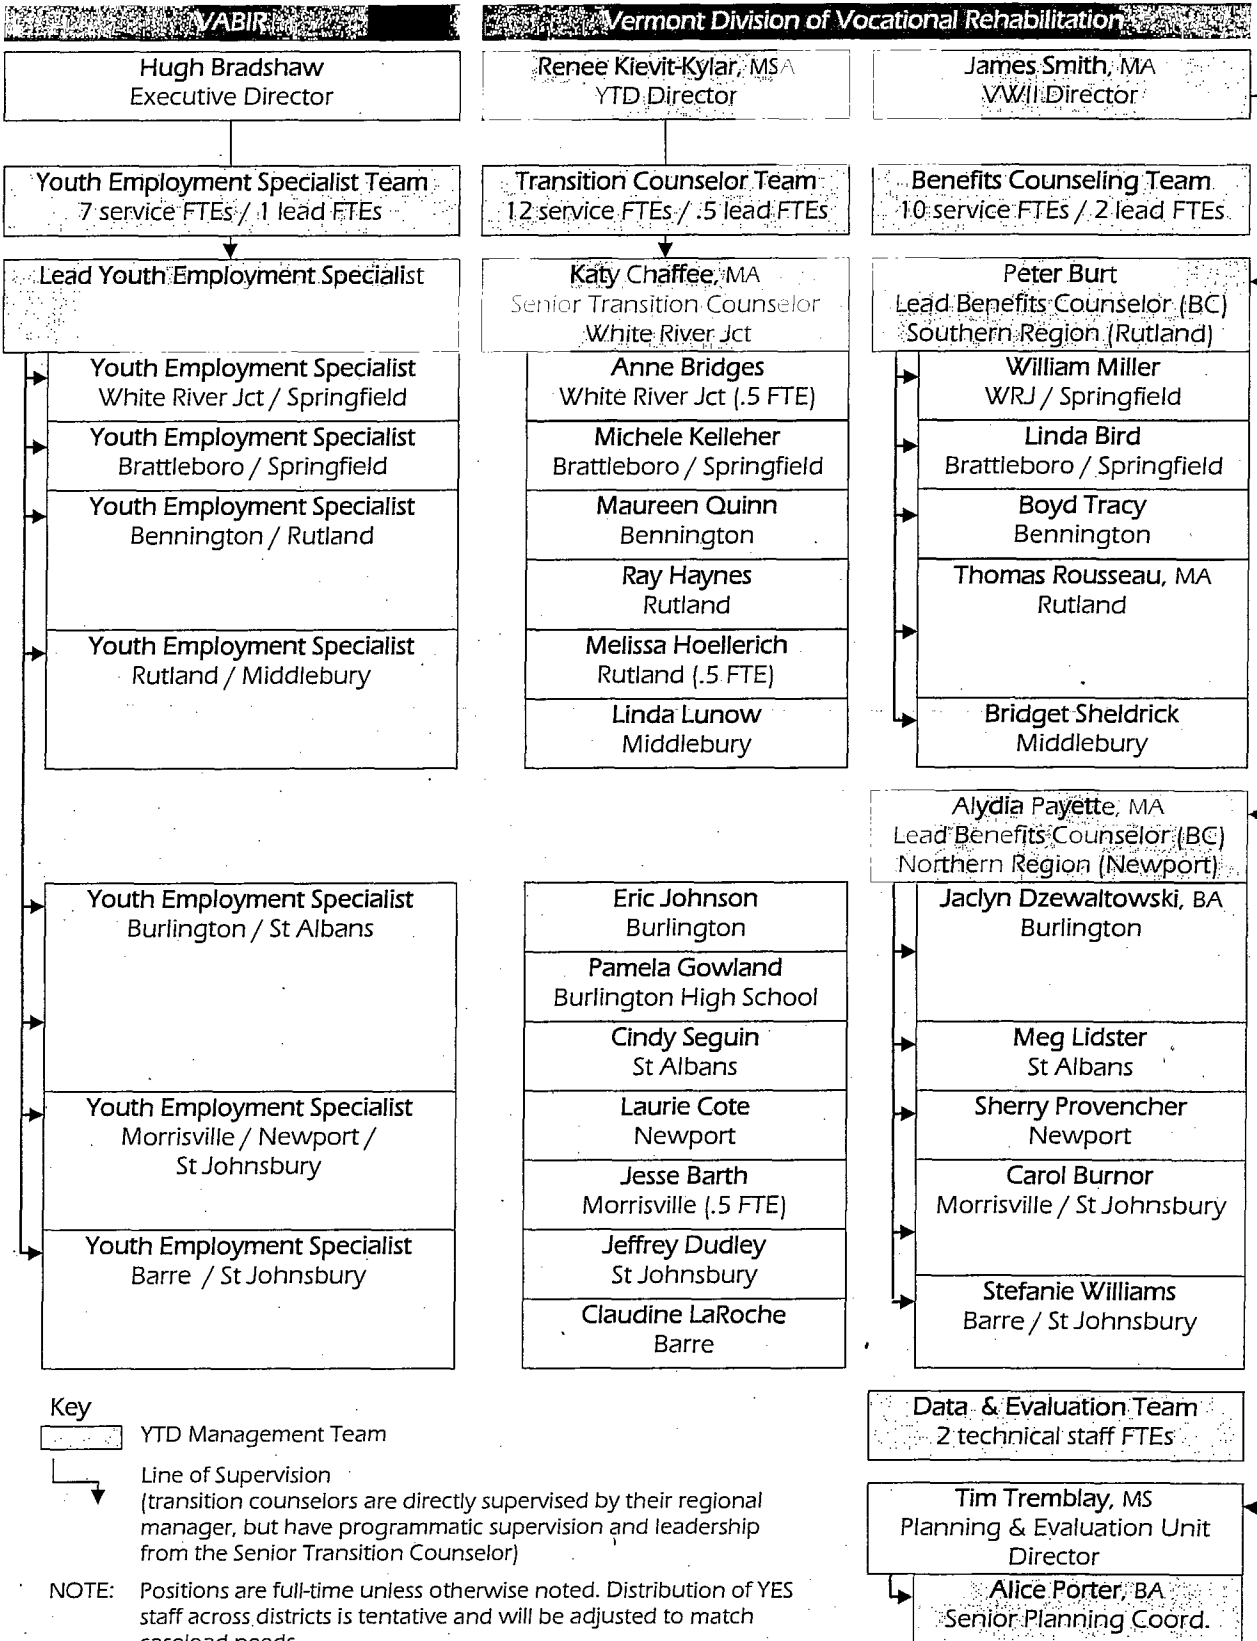 VABIR
Vermont Division of Vocational Rehabilitation
Hugh Bradshaw
Executive Director
Renee Kievit-Kylar, MSA
YTD Director
James Smith, MA
VWII Director
Youth Employment Specialist Team
7 service FTEs / 1 lead FTEs
Transition Counselor Team
12 service FTEs / .5 lead FTEs
Benefits Counseling Team
10 service FTEs / 2 lead FTEs
Lead Youth Employment Specialist
Youth Employment Specialist
White River Jct / Springfield
Youth Employment Specialist
Brattleboro / Springfield
Youth Employment Specialist
Bennington / Rutland
Youth Employment Specialist
Rutland / Middlebury
Youth Employment Specialist
Burlington / St Albans
Youth Employment Specialist
Morrisville / Newport /
St Johnsbury
Youth Employment Specialist
Barre / St Johnsbury
Katy Chaffee, MA
Senior Transition Counselor
White River Jct
Anne Bridges
White River Jct (.5 FTE)
Michele Kelleher
Brattleboro / Springfield
Maureen Quinn
Bennington
Ray Haynes
Rutland
Melissa Hoellerich
Rutland (.5 FTE)
Linda Lunow
Middlebury
Eric Johnson
Burlington
Pamela Gowland
Burlington High School
Cindy Seguin
St Albans
Laurie Cote
Newport
Jesse Barth
Morrisville (.5 FTE)
Jeffrey Dudley
St Johnsbury
Claudine LaRoche
Barre
Peter Burt
Lead Benefits Counselor (BC)
Southern Region (Rutland)
William Miller
WRJ / Springfield
Linda Bird
Brattleboro / Springfield
Boyd Tracy
Bennington
Thomas Rousseau, MA
Rutland
Bridget Sheldrick
Middlebury
Alydia Payette, MA
Lead Benefits Counselor (BC)
Northern Region (Newport)
Jaclyn Dzewaltowski, BA
Burlington
Meg Lidster
St Albans
Sherry Provencher
Newport
Carol Burnor
Morrisville / St Johnsbury
Stefanie Williams
Barre / St Johnsbury
Data & Evaluation Team
2 technical staff FTEs
Tim Tremblay, MS
Planning & Evaluation Unit
Director
Alice Porter, BA
Senior Planning Coord.
Key
YTD Management Team
Line of Supervision
(transition counselors are directly supervised by their regional
manager, but have programmatic supervision and leadership
from the Senior Transition Counselor)
NOTE: Positions are full-time unless otherwise noted. Distribution of YES
staff across districts is tentative and will be adjusted to match
caseload needs